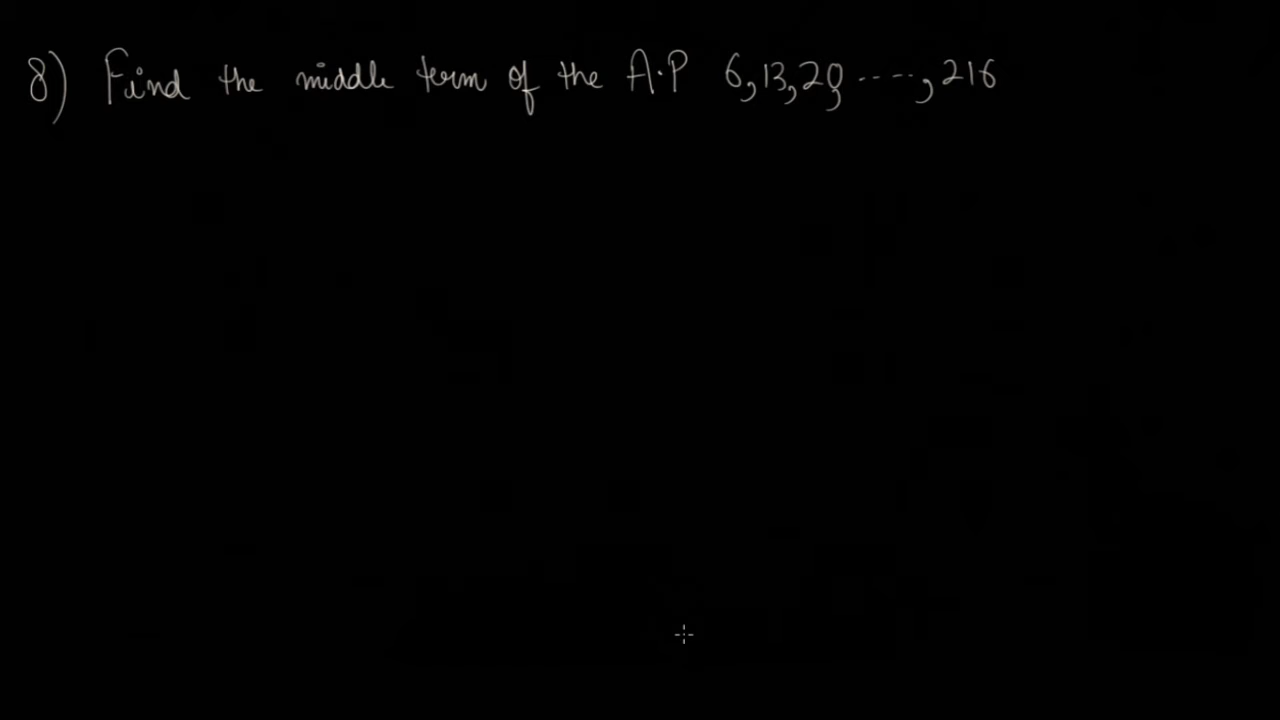 8) Find the middle term of the A.P 6,13,20,----,216